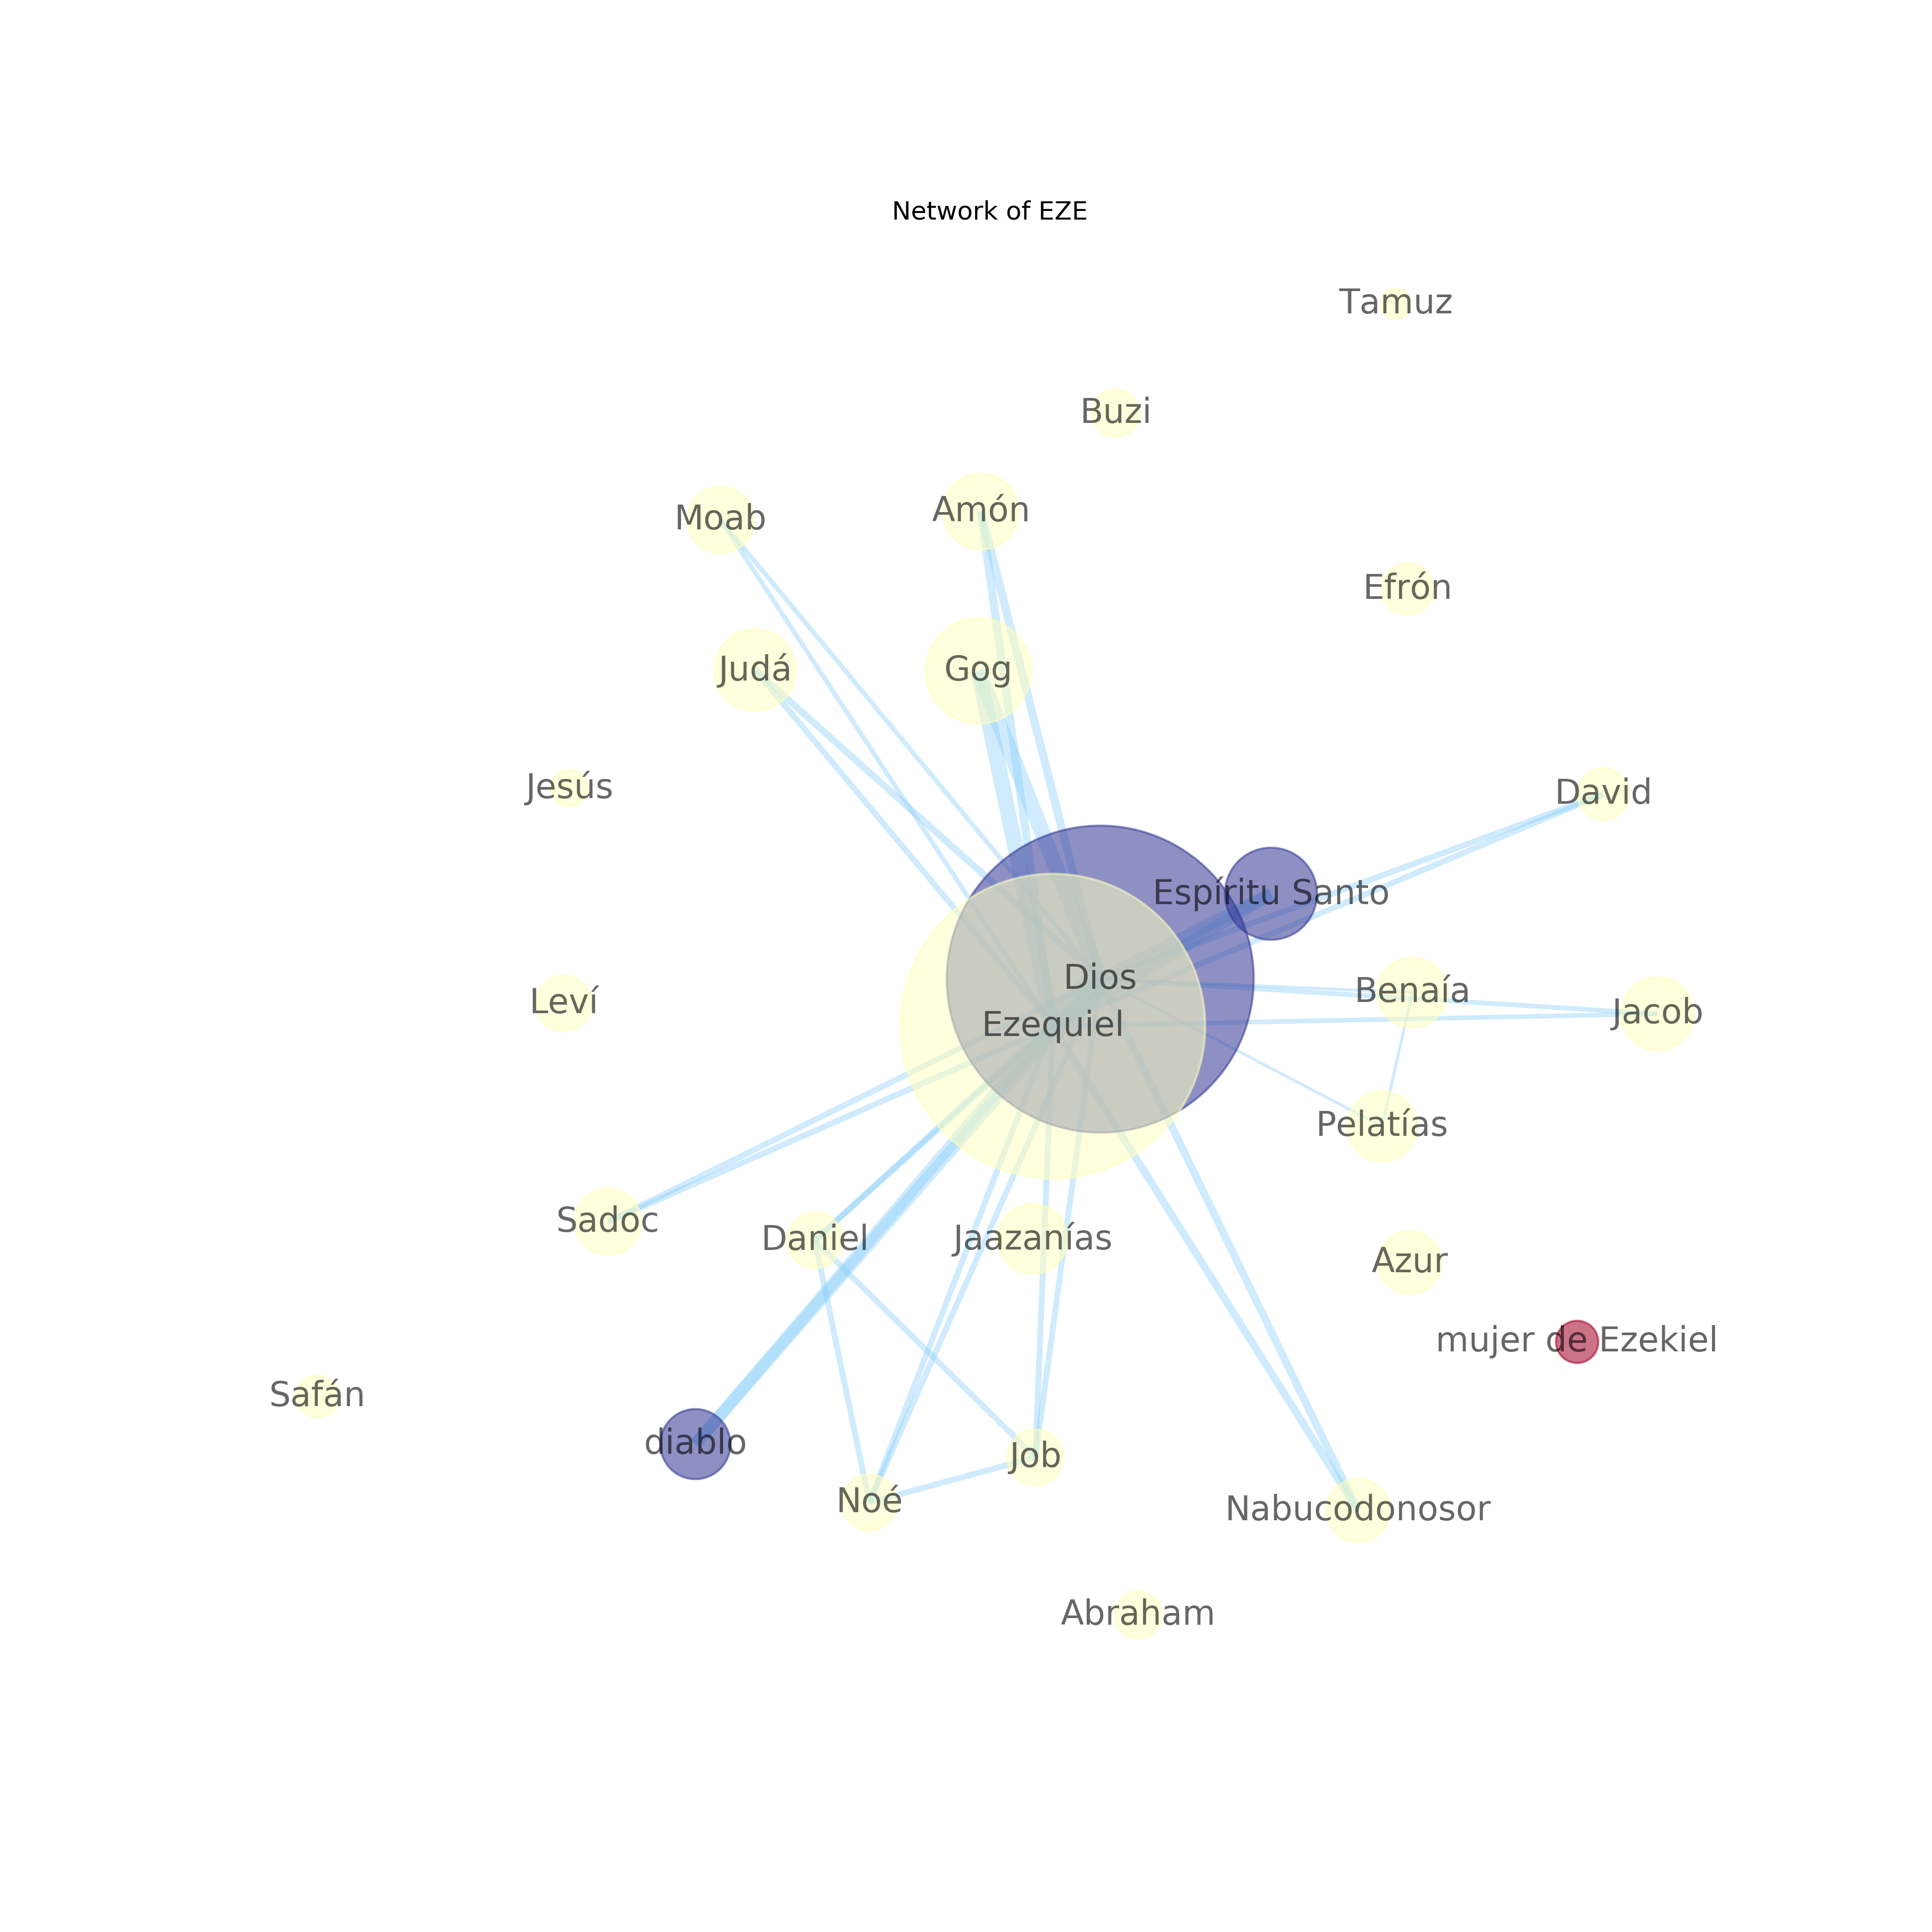 Network of EZE
Tamuz
Buzi
Moab
Amón
Efrón
Judá
Gog
Jesús
David
Espíritu Santo
Dios
Benaía
Leví
Jacob
Ezequiel
Pelatías
Sadoc
Daniel
Jaazanías
Azur
mujer de Ezekiel
Safán
diablo
Job
Noé
Nabucodonosor
Abraham